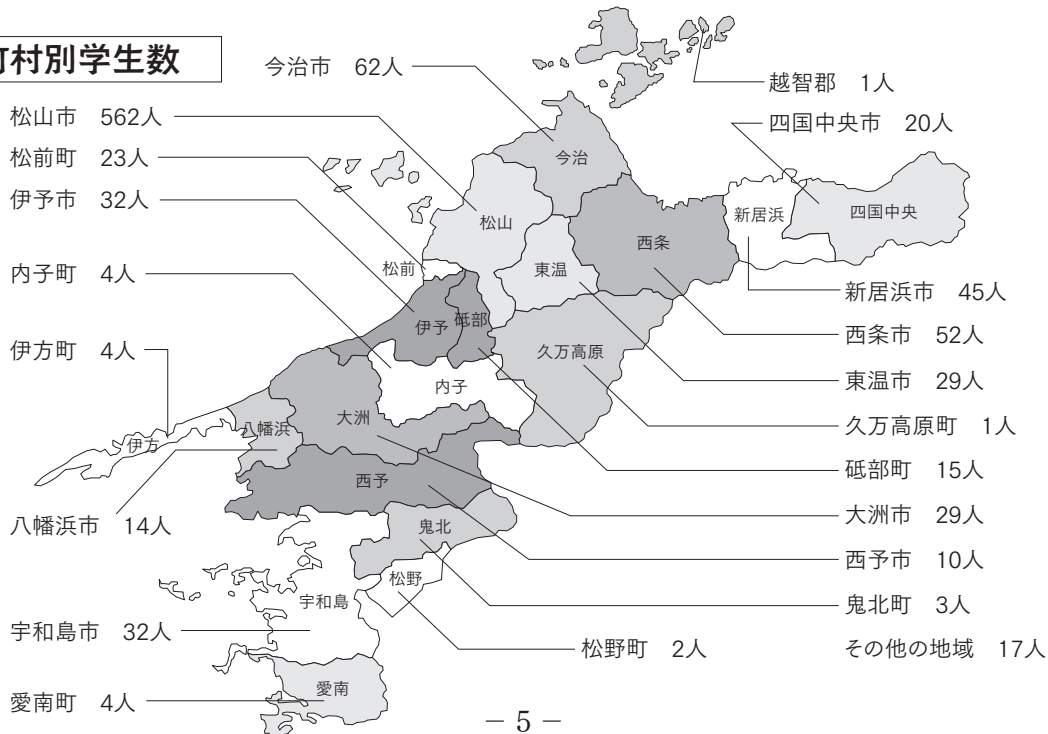 町村別学生数
今治市 62人
越智郡 1人
四国中央市 20人
松山市 562人
松前町 23人
伊予市 32人
内子町 4人
伊方町 4人
八幡浜市 14人
宇和島市 32人
愛南町 4人
新居浜市 45人
西条市 52人
東温市 29人
久万高原町 1人
砥部町 15人
大洲市 29人
西予市 10人
鬼北町 3人
松野町 2人
その他の地域 17人
今治
松山
西条
新居浜
四国中央
東温
松前
伊予
砥部
久万高原
内子
大洲
八幡浜
伊方
西予
鬼北
松野
宇和島
愛南
− 5 −